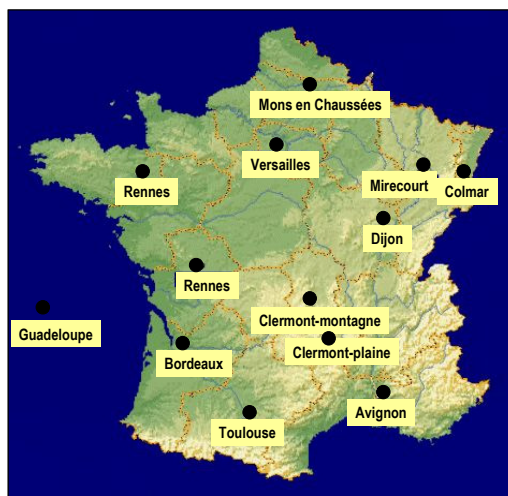 Mons en Chaussées
Versailles
Rennes
Mirecourt
Colmar
Dijon
Rennes
Clermont-montagne
Guadeloupe
Clermont-plaine
Bordeaux
Avignon
Toulouse